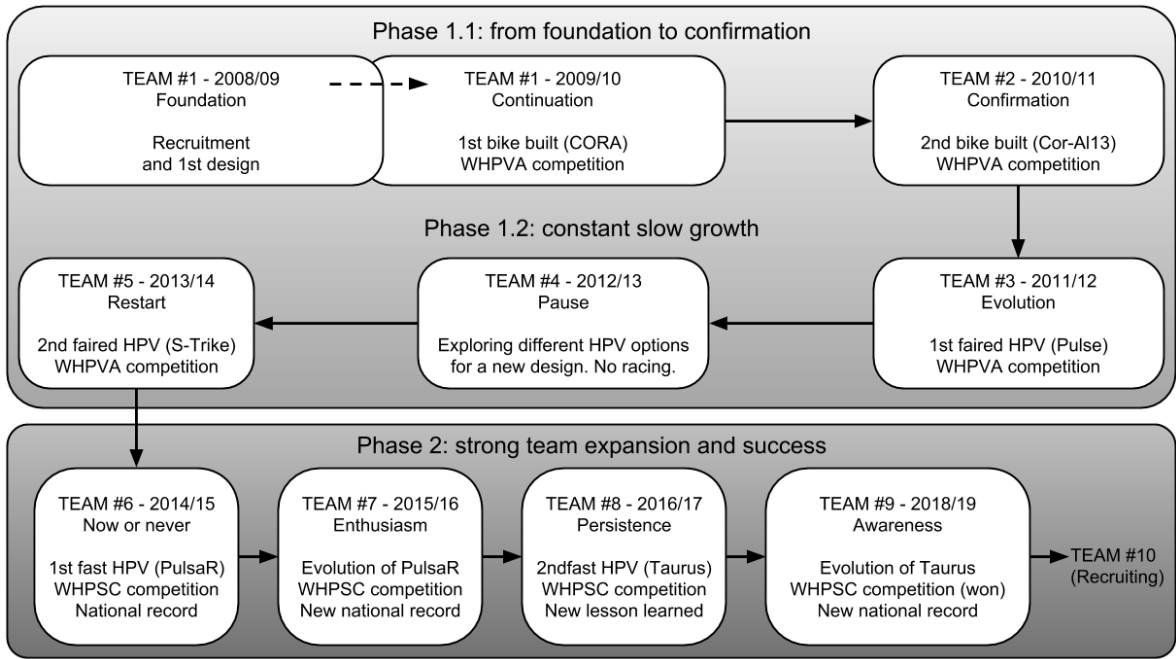 Phase 1.1: from foundation to confirmation
TEAM #1 - 2008/09
Foundation
Recruitment
and 1st design
TEAM #1 - 2009/10
Continuation
1st bike built (CORA)
WHPVA competition
TEAM #2 - 2010/11
Confirmation
2nd bike built (Cor-Al13)
WHPVA competition
Phase 1.2: constant slow growth
TEAM #5 - 2013/14
Restart
2nd faired HPV (S-Trike)
WHPVA competition
TEAM #4 - 2012/13
Pause
Exploring different HPV options
for a new design. No racing.
TEAM #3 - 2011/12
Evolution
1st faired HPV (Pulse)
WHPVA competition
Phase 2: strong team expansion and success
TEAM #6 - 2014/15
Now or never
1st fast HPV (PulsaR)
WHPSC competition
National record
TEAM #7 - 2015/16
Enthusiasm
Evolution of PulsaR
WHPSC competition
New national record
TEAM #8 - 2016/17
Persistence
2ndfast HPV (Taurus)
WHPSC competition
New lesson learned
TEAM #9 - 2018/19
Awareness
Evolution of Taurus
WHPSC competition (won)
New national record
TEAM #10
(Recruiting)